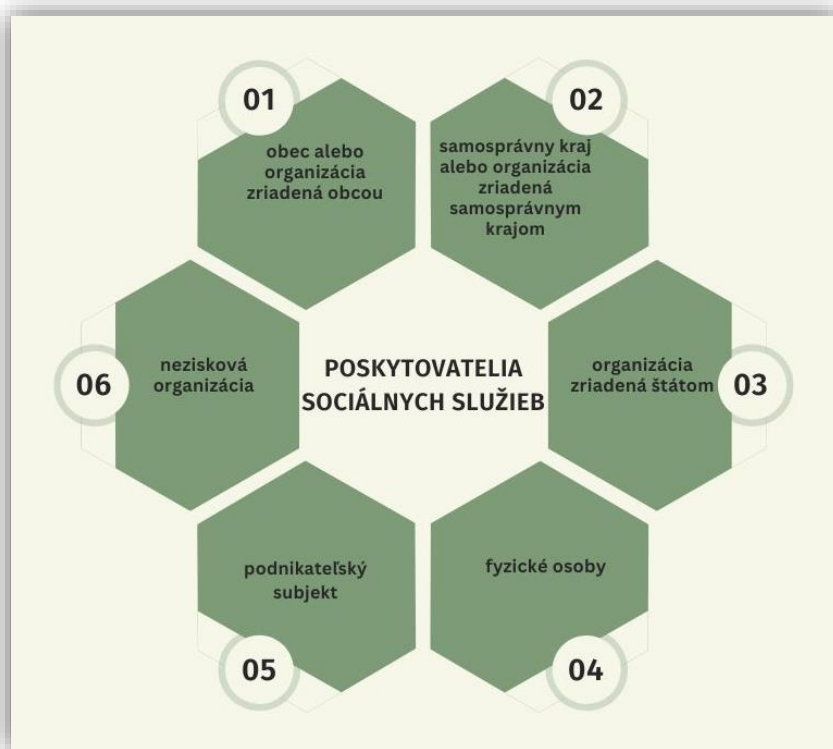 POSKYTOVATELIA
SOCIÁLNYCH SLUŽIEB
01
obec alebo
organizácia
zriadená obcou
02
samosprávny kraj
alebo organizácia
zriadená
samosprávnym
krajom
03
organizácia
zriadená štátom
04
fyzické osoby
05
podnikateľský
subjekt
06
nezisková
organizácia